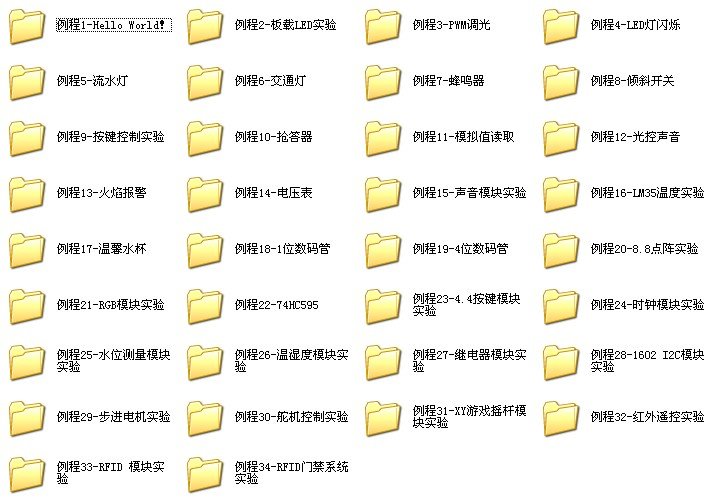 例程1-Hello World!
例程2-板载LED实验
例程3-PWM调光
例程4-LED灯闪烁
例程5-流水灯
例程6-交通灯
例程7-蜂鸣器
例程8-倾斜开关
例程9-按键控制实验
例程10-抢答器
例程11-模拟值读取
例程12-光控声音
例程13-火焰报警
例程14-电压表
例程15-声音模块实验
例程16-LM35温度实验
例程17-温馨水杯
例程18-1位数码管
例程19-4位数码管
例程20-8.8点阵实验
例程21-RGB模块实验
例程22-74HC595
例程23-4.4按键模块
实验
例程24-时钟模块实验
例程25-水位测量模块
实验
例程26-温湿度模块实
验
例程27-继电器模块实
验
例程28-1602 I2C模块
实验
例程29-步进电机实验
例程30-舵机控制实验
例程31-XY游戏摇杆模
块实验
例程32-红外遥控实验
例程33-RFID 模块实
验
例程34-RFID门禁系统
实验